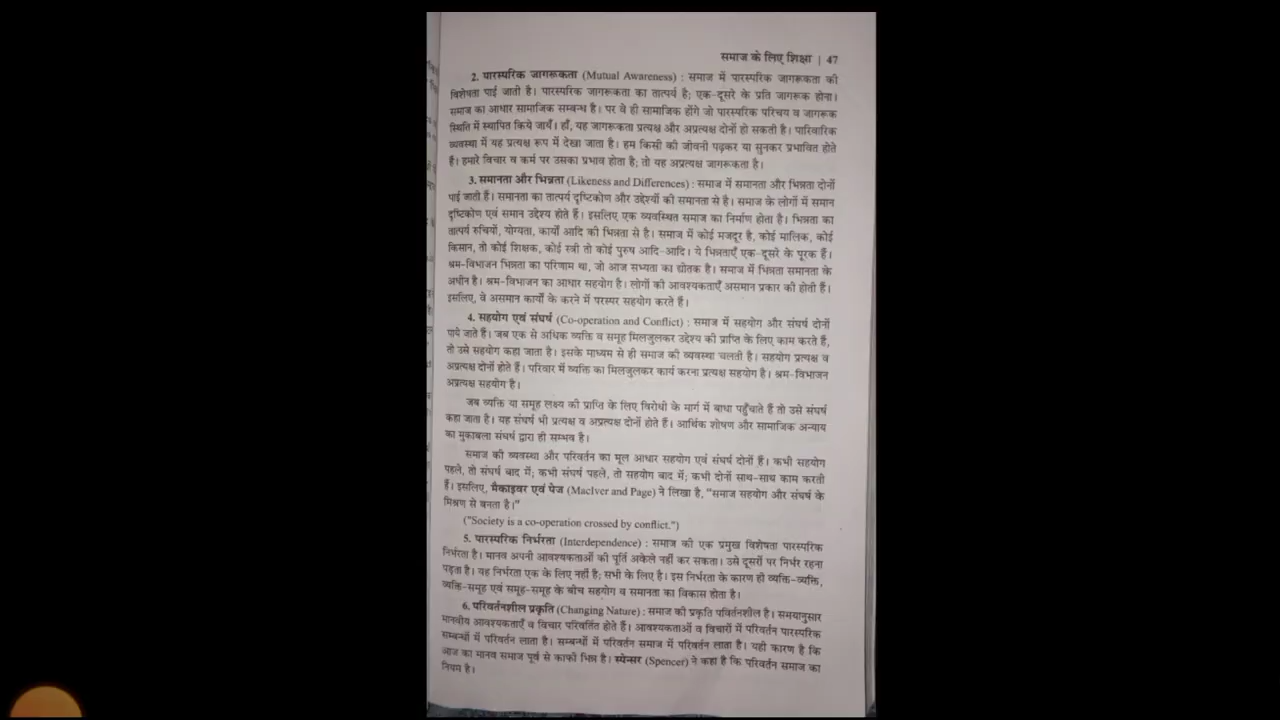 समाज के लिए शिक्षा | 47
2. पारस्परिक जागरूकता (Mutual Awareness) : समाज में पारस्परिक जागरूकता की
विशेषता पाई जाती है। पारस्परिक जागरूकता का तात्पर्य है; एक-दूसरे के प्रति जागरूक होना।
समाज का आधार सामाजिक सम्बन्ध है। पर वे ही सामाजिक होंगे जो पारस्परिक परिचय व जागरूक
स्थिति में स्थापित किये जायँ। हाँ, यह जागरूकता प्रत्यक्ष और अप्रत्यक्ष दोनों हो सकती है। पारिवारिक
व्यवस्था में यह प्रत्यक्ष रूप में देखा जाता है। हम किसी की जीवनी पढ़कर या सुनकर प्रभावित होते
हैं। हमारे विचार व कर्म पर उसका प्रभाव होता है; तो यह अप्रत्यक्ष जागरूकता है।
3. समानता और भिन्नता (Likeness and Differences) : समाज में समानता और भिन्नता दोनों
पाई जाती हैं। समानता का तात्पर्य दृष्टिकोण और उद्देश्यों की समानता से है। समाज के लोगों में समान
दृष्टिकोण एवं समान उद्देश्य होते हैं। इसलिए एक व्यवस्थित समाज का निर्माण होता है। भिन्नता का
तात्पर्य रुचियों, योग्यता, कार्यों आदि की भिन्नता से है। समाज में कोई मजदूर है, कोई मालिक, कोई
किसान, तो कोई शिक्षक, कोई स्त्री तो कोई पुरुष आदि-आदि। ये भिन्नताएँ एक-दूसरे के पूरक हैं।
श्रम-विभाजन भिन्नता का परिणाम था, जो आज सभ्यता का द्योतक है। समाज में भिन्नता समानता के
अधीन है। श्रम-विभाजन का आधार सहयोग है। लोगों की आवश्यकताएँ असमान प्रकार की होती हैं।
इसलिए, वे असमान कार्यों के करने में परस्पर सहयोग करते हैं।
4. सहयोग एवं संघर्ष (Co-operation and Conflict) : समाज में सहयोग और संघर्ष दोनों
पाये जाते हैं। जब एक से अधिक व्यक्ति व समूह मिलजुलकर उद्देश्य की प्राप्ति के लिए काम करते हैं,
तो उसे सहयोग कहा जाता है। इसके माध्यम से ही समाज की व्यवस्था चलती है। सहयोग प्रत्यक्ष व
अप्रत्यक्ष दोनों होते हैं। परिवार में व्यक्ति का मिलजुलकर कार्य करना प्रत्यक्ष सहयोग है। श्रम-विभाजन
अप्रत्यक्ष सहयोग है।
जब व्यक्ति या समूह लक्ष्य की प्राप्ति के लिए विरोधी के मार्ग में बाधा पहुँचाते हैं तो उसे संघर्ष
कहा जाता है। यह संघर्ष भी प्रत्यक्ष व अप्रत्यक्ष दोनों होते हैं। आर्थिक शोषण और सामाजिक अन्याय
का मुकाबला संघर्ष द्वारा ही सम्भव है।
समाज की व्यवस्था और परिवर्तन का मूल आधार सहयोग एवं संघर्ष दोनों हैं। कभी सहयोग
पहले, तो संघर्ष बाद में; कभी संघर्ष पहले, तो सहयोग बाद में; कभी दोनों साथ-साथ काम करती
हैं। इसलिए, मैकाइवर एवं पेज (MacIver and Page) ने लिखा है, "समाज सहयोग और संघर्ष के
मिश्रण से बनता है।"
("Society is a co-operation crossed by conflict.")
5. पारस्परिक निर्भरता (Interdependence) : समाज की एक प्रमुख विशेषता पारस्परिक
निर्भरता है। मानव अपनी आवश्यकताओं की पूर्ति अकेले नहीं कर सकता। उसे दूसरों पर निर्भर रहना
पड़ता है। यह निर्भरता एक के लिए नहीं है; सभी के लिए है। इस निर्भरता के कारण ही व्यक्ति-व्यक्ति,
व्यक्ति-समूह एवं समूह-समूह के बीच सहयोग व समानता का विकास होता है।
6. परिवर्तनशील प्रकृति (Changing Nature) : समाज की प्रकृति पविर्तनशील है। समयानुसार
मानवीय आवश्यकताएँ व विचार परिवर्तित होते हैं। आवश्यकताओं व विचारों में परिवर्तन पारस्परिक
सम्बन्धों में परिवर्तन लाता है। सम्बन्धों में परिवर्तन समाज में परिवर्तन लाता है। यही कारण है कि
आज का मानव समाज पूर्व से काफी भिन्न है। स्पेन्सर (Spencer) ने कहा है कि परिवर्तन समाज का
नियम है।